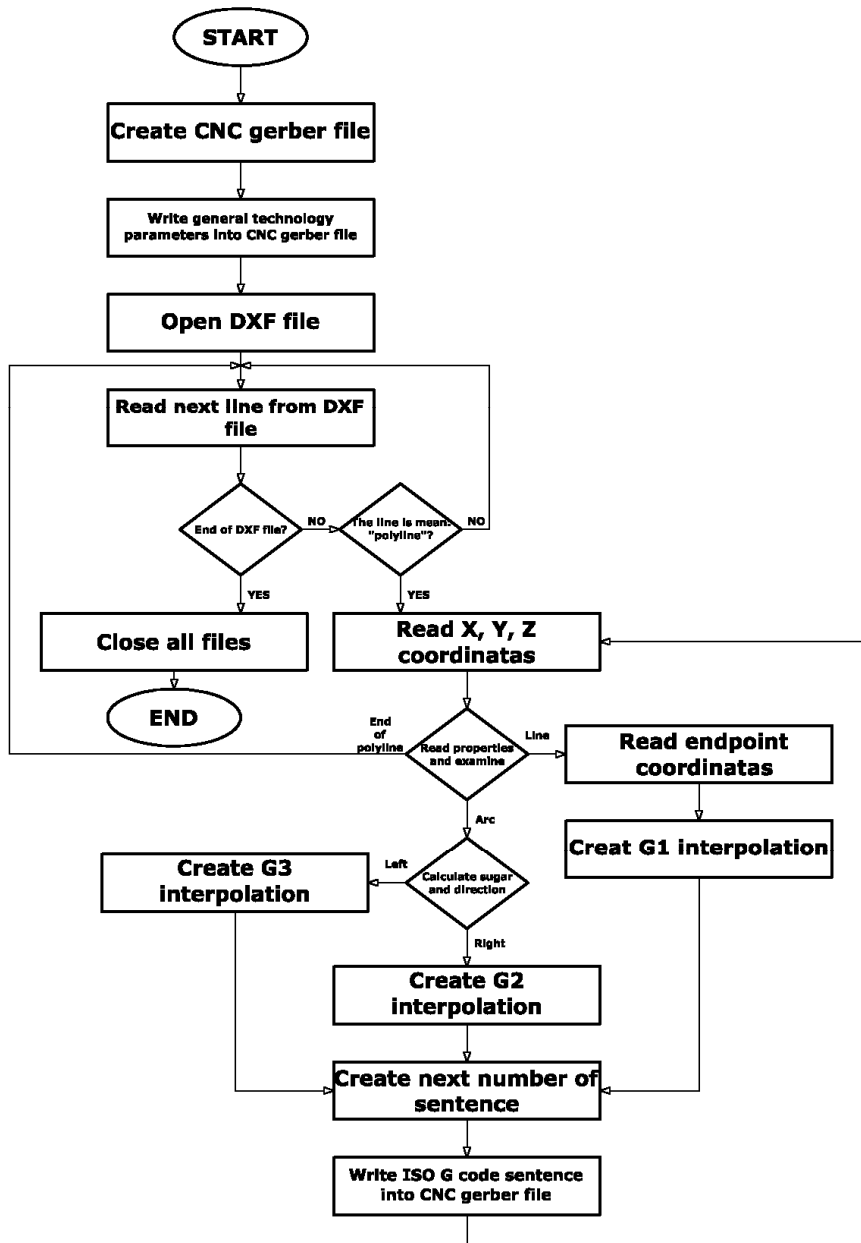 START
Create CNC gerber file
Write general technology
parameters into CNC gerber file
Open DXF file
Read next line from DXF
file
End of DXF file?
NO
The line is mean:
"polyline"?
NO
YES
YES
Close all files
Read X, Y, Z
coordinatas
END
End
of
polyline
Read properties
and examine
Line
Read endpoint
coordinatas
Arc
Creat G1 interpolation
Create G3
interpolation
Left
Calculate sugar
and direction
Right
Create G2
interpolation
Create next number of
sentence
Write ISO G code sentence
into CNC gerber file